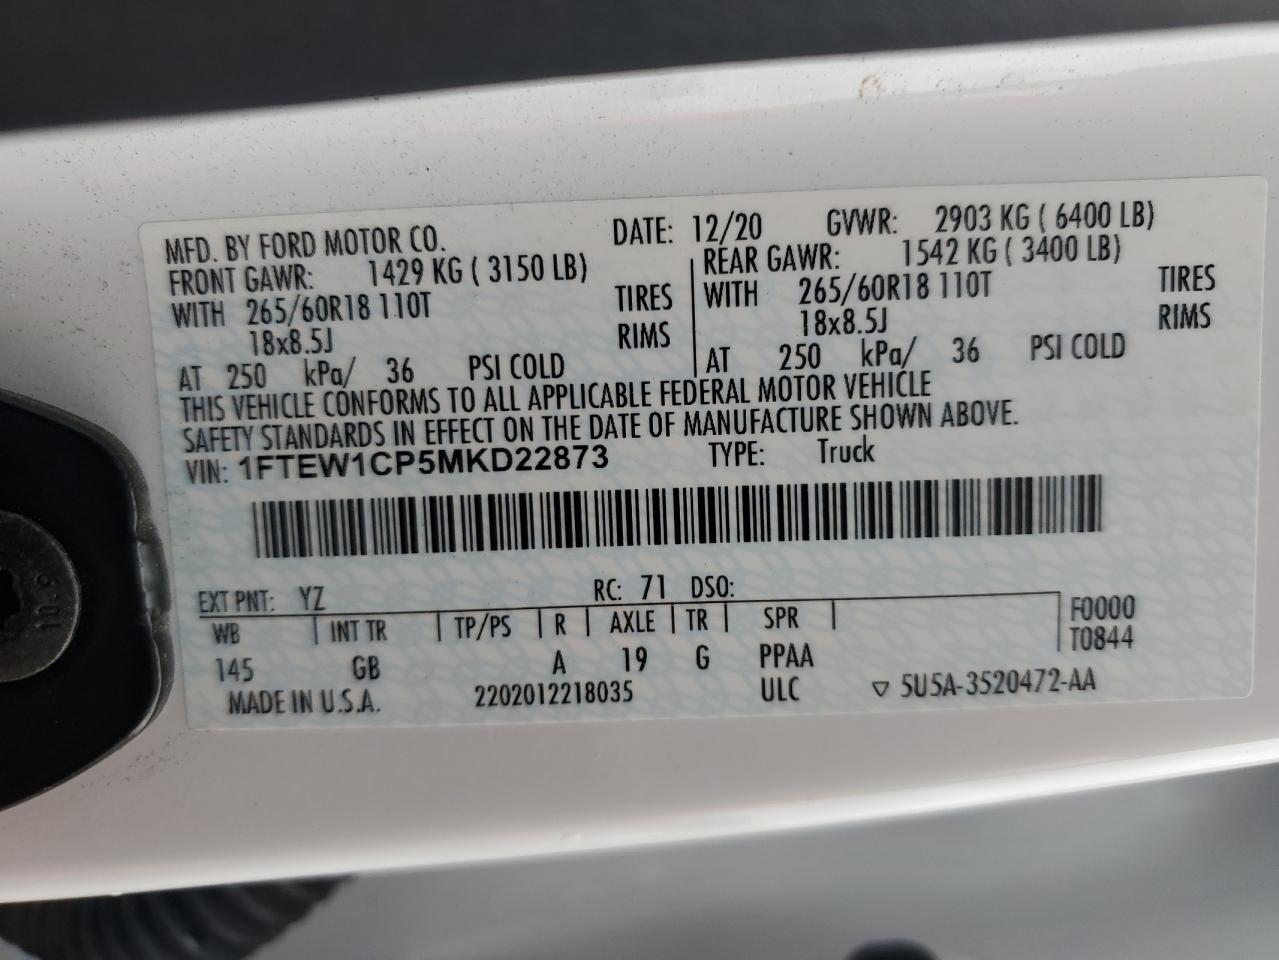 MFD. BY FORD MOTOR CO. DATE: 12/20 GVWR: 2903 KG ( 6400 LB)
FRONT GAWR: 1429 KG ( 3150 LB) REAR GAWR: 1542 KG ( 3400 LB)
WITH 265/60R18 110T TIRES WITH 265/60R18 110T TIRES
18x8.5J RIMS 18x8.5J RIMS
AT 250 kPa/ 36 PSI COLD AT 250 kPa/ 36 PSI COLD
THIS VEHICLE CONFORMS TO ALL APPLICABLE FEDERAL MOTOR VEHICLE
SAFETY STANDARDS IN EFFECT ON THE DATE OF MANUFACTURE SHOWN ABOVE.
VIN: 1FTEW1CP5MKD22873 TYPE: Truck
EXT PNT: YZ RC: 71 DSO:
WB INT TR TP/PS R AXLE TR SPR F0000
T0844
145 GB A 19 G PPAA
MADE IN U.S.A. 2202012218035 ULC ▽ 5U5A-3520472-AA
10.9